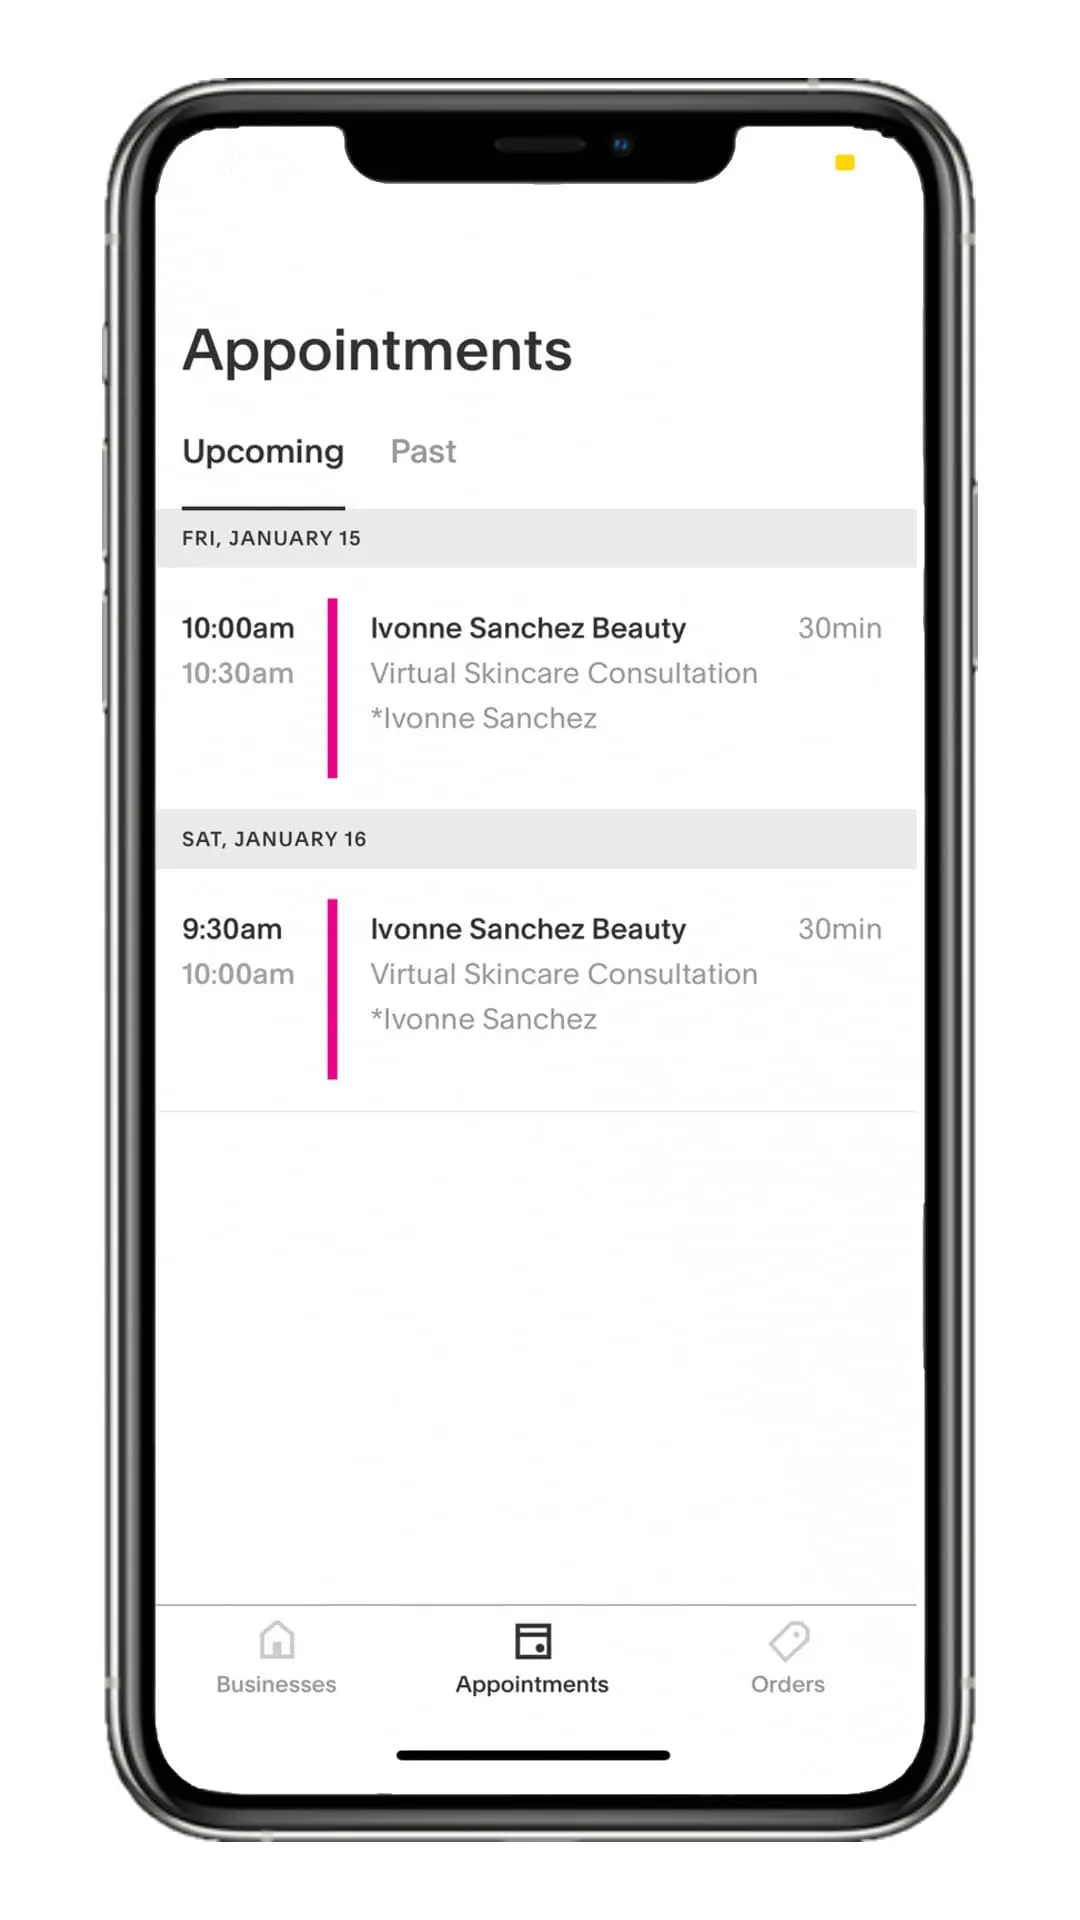 Appointments
Upcoming Past
FRI, JANUARY 15
10:00am Ivonne Sanchez Beauty 30min
10:30am Virtual Skincare Consultation
*Ivonne Sanchez
SAT, JANUARY 16
9:30am Ivonne Sanchez Beauty 30min
10:00am Virtual Skincare Consultation
*Ivonne Sanchez
Businesses Appointments Orders